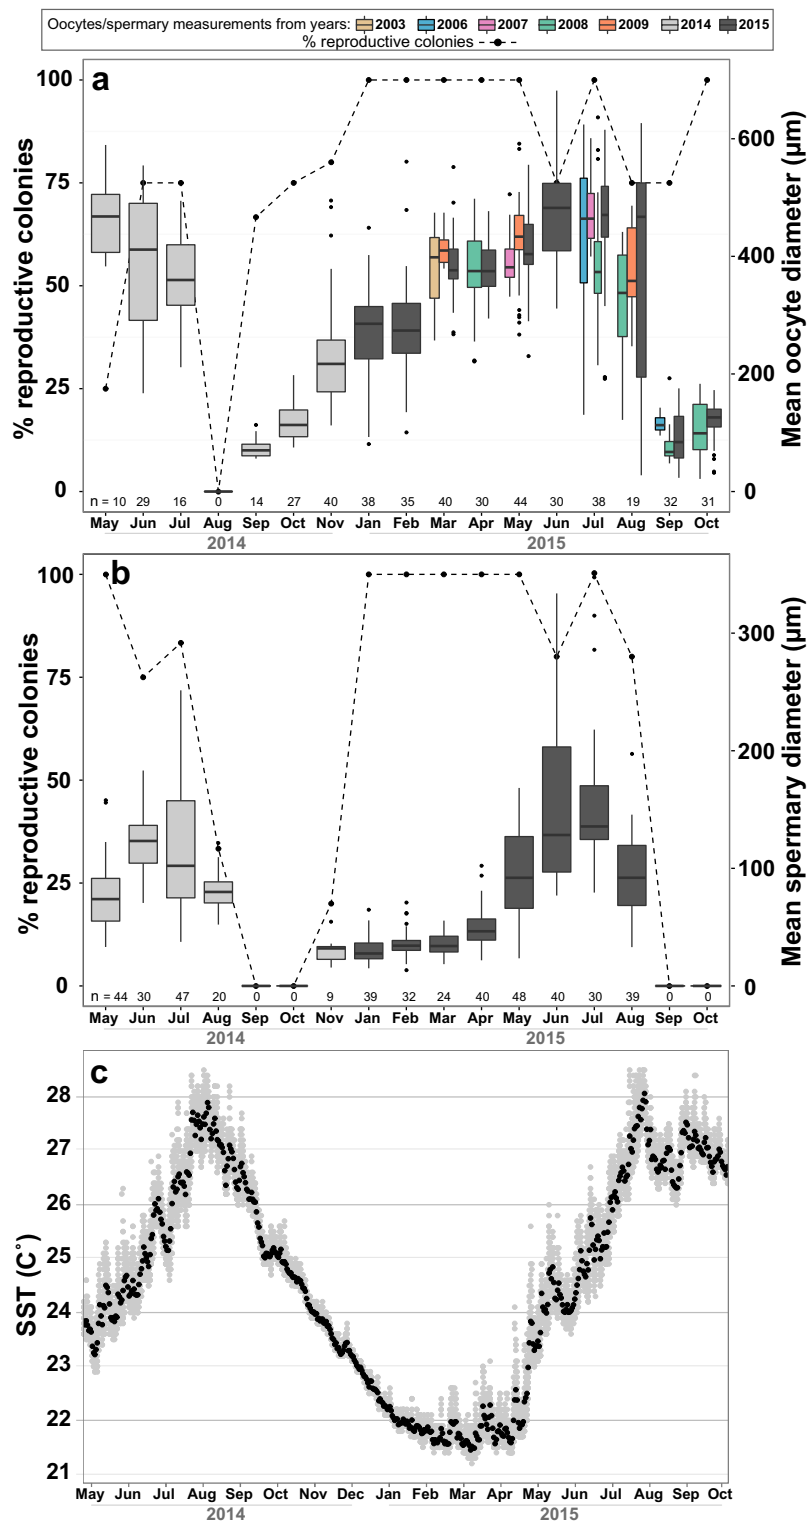 Oocytes/spermary measurements from years: 2003 2006 2007 2008 2009 2014 2015
% reproductive colonies
a
% reproductive colonies
100
75
50
25
0
Mean oocyte diameter (µm)
600
400
200
0
n = 10 29 16 0 14 27 40 38 35 40 30 44 30 38 19 32 31
May Jun Jul Aug Sep Oct Nov Jan Feb Mar Apr May Jun Jul Aug Sep Oct
2014 2015
b
% reproductive colonies
100
75
50
25
0
Mean spermary diameter (µm)
300
200
100
0
n = 44 30 47 20 0 0 9 39 32 24 40 48 40 30 39 0 0
May Jun Jul Aug Sep Oct Nov Jan Feb Mar Apr May Jun Jul Aug Sep Oct
2014 2015
c
SST (C°)
28
27
26
25
24
23
22
21
May Jun Jul Aug Sep Oct Nov Dec Jan Feb Mar Apr May Jun Jul Aug Sep Oct
2014 2015